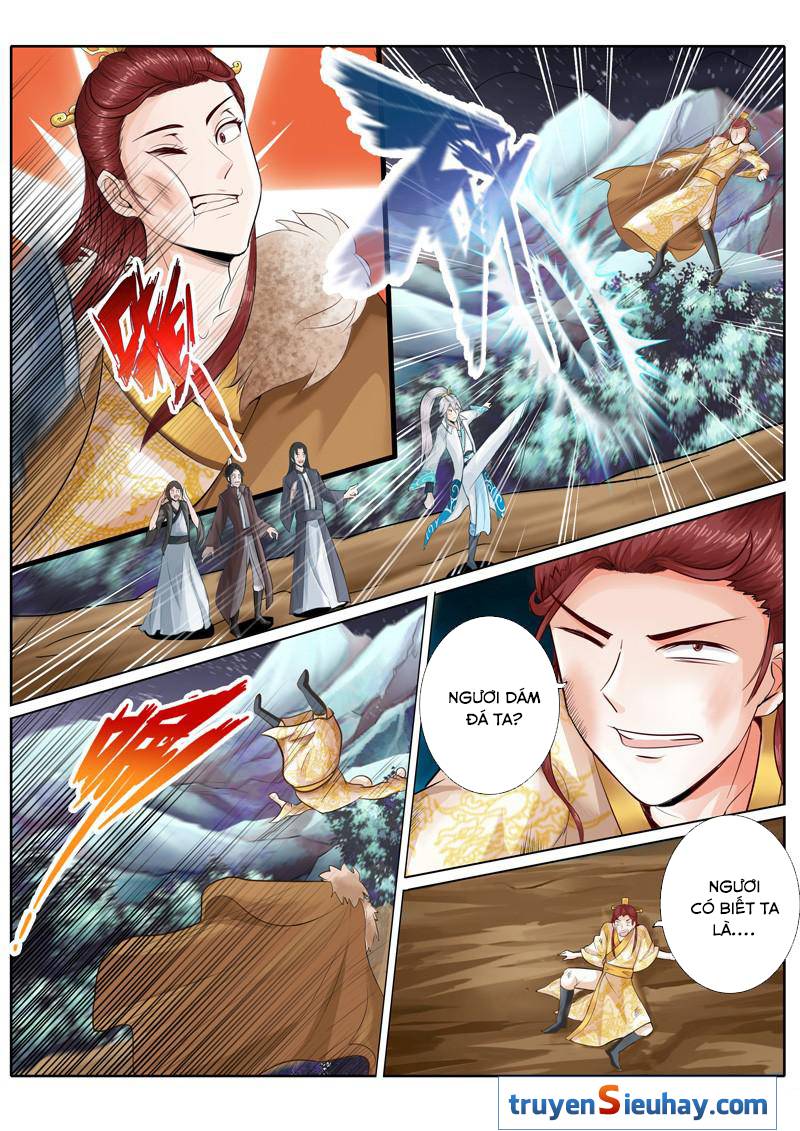 NGƯƠI DÁM
ĐÁ TA?
NGƯƠI
CÓ BIẾT TA
LÀ....
truyenSieuhay.com